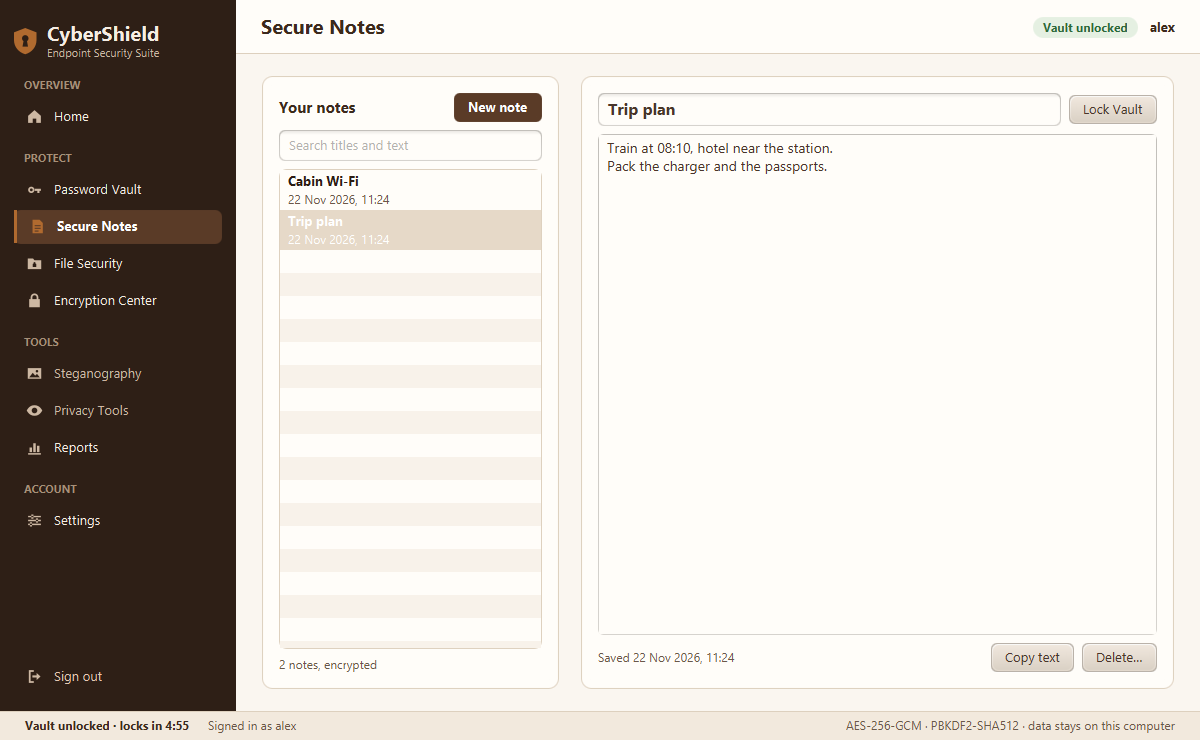 CyberShield
Endpoint Security Suite
OVERVIEW
Home
PROTECT
Password Vault
Secure Notes
File Security
Encryption Center
TOOLS
Steganography
Privacy Tools
Reports
ACCOUNT
Settings
Sign out
Secure Notes
Vault unlocked
alex
Your notes
New note
Search titles and text
Cabin Wi-Fi
22 Nov 2026, 11:24
Trip plan
22 Nov 2026, 11:24
2 notes, encrypted
Trip plan
Lock Vault
Train at 08:10, hotel near the station.
Pack the charger and the passports.
Saved 22 Nov 2026, 11:24
Copy text
Delete...
Vault unlocked · locks in 4:55
Signed in as alex
AES-256-GCM · PBKDF2-SHA512 · data stays on this computer